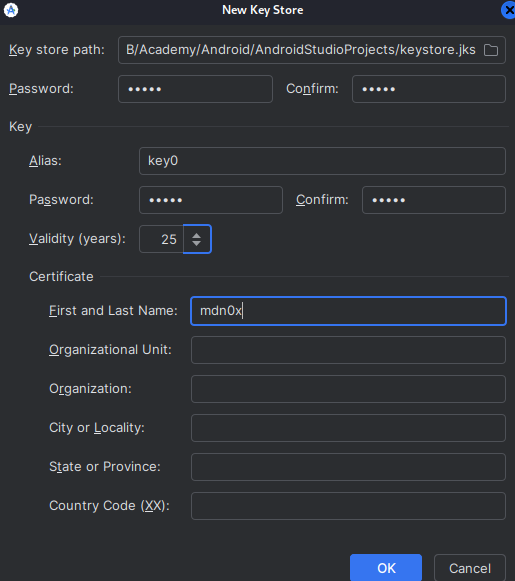 New Key Store
Key store path: B/Academy/Android/AndroidStudioProjects/keystore.jks
Password: ••••• Confirm: •••••
Key
Alias: key0
Password: ••••• Confirm: •••••
Validity (years): 25
Certificate
First and Last Name: mdn0x
Organizational Unit:
Organization:
City or Locality:
State or Province:
Country Code (XX):
OK Cancel